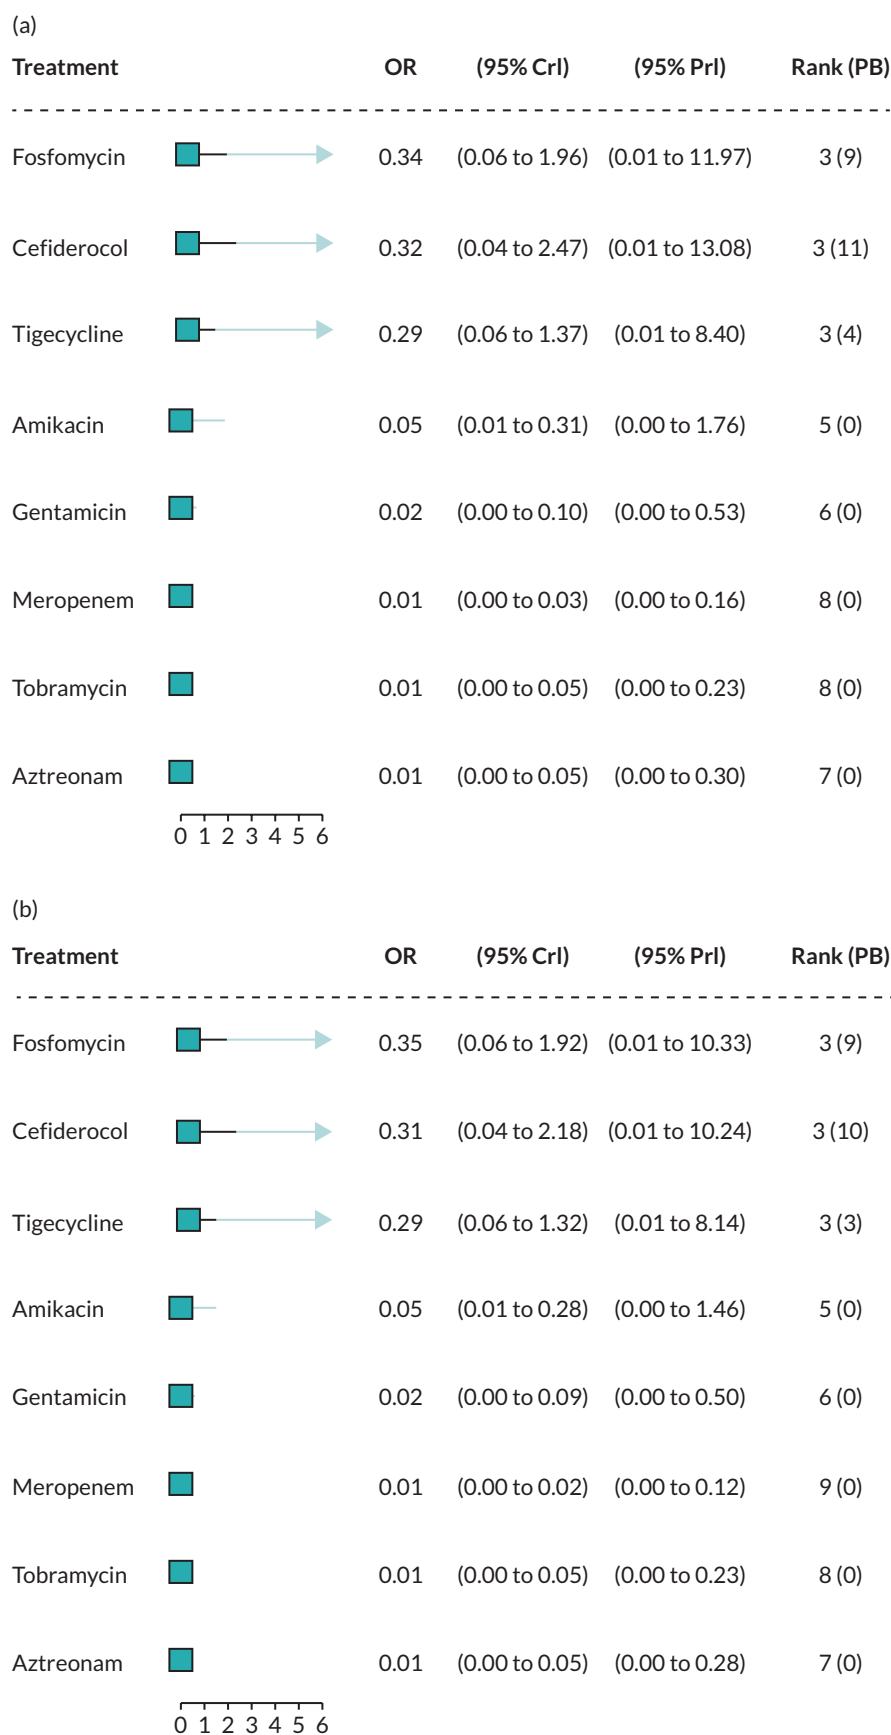 (a)
Treatment OR (95% CrI) (95% PrI) Rank (PB)
Fosfomycin 0.34 (0.06 to 1.96) (0.01 to 11.97) 3 (9)
Cefiderocol 0.32 (0.04 to 2.47) (0.01 to 13.08) 3 (11)
Tigecycline 0.29 (0.06 to 1.37) (0.01 to 8.40) 3 (4)
Amikacin 0.05 (0.01 to 0.31) (0.00 to 1.76) 5 (0)
Gentamicin 0.02 (0.00 to 0.10) (0.00 to 0.53) 6 (0)
Meropenem 0.01 (0.00 to 0.03) (0.00 to 0.16) 8 (0)
Tobramycin 0.01 (0.00 to 0.05) (0.00 to 0.23) 8 (0)
Aztreonam 0.01 (0.00 to 0.05) (0.00 to 0.30) 7 (0)
0 1 2 3 4 5 6
(b)
Treatment OR (95% CrI) (95% PrI) Rank (PB)
Fosfomycin 0.35 (0.06 to 1.92) (0.01 to 10.33) 3 (9)
Cefiderocol 0.31 (0.04 to 2.18) (0.01 to 10.24) 3 (10)
Tigecycline 0.29 (0.06 to 1.32) (0.01 to 8.14) 3 (3)
Amikacin 0.05 (0.01 to 0.28) (0.00 to 1.46) 5 (0)
Gentamicin 0.02 (0.00 to 0.09) (0.00 to 0.50) 6 (0)
Meropenem 0.01 (0.00 to 0.02) (0.00 to 0.12) 9 (0)
Tobramycin 0.01 (0.00 to 0.05) (0.00 to 0.23) 8 (0)
Aztreonam 0.01 (0.00 to 0.05) (0.00 to 0.28) 7 (0)
0 1 2 3 4 5 6